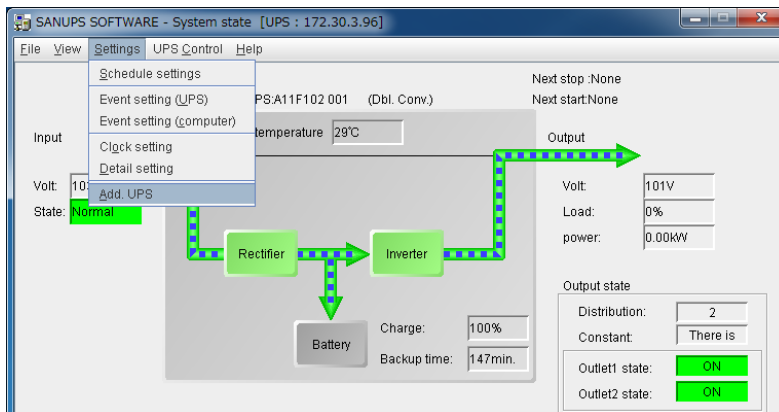 SANUPS SOFTWARE - System state [UPS : 172.30.3.96]
File View Settings UPS Control Help
Schedule settings
Event setting (UPS)
Event setting (computer)
Clock setting
Detail setting
Add. UPS
Next stop :None
PS:A11F102 001 (Dbl. Conv.)
Next start:None
Input
temperature 29℃
Output
Volt: 103
State: Normal
Volt: 101V
Load: 0%
power: 0.00kW
Rectifier
Inverter
Battery
Charge: 100%
Backup time: 147min.
Output state
Distribution: 2
Constant: There is
Outlet1 state: ON
Outlet2 state: ON